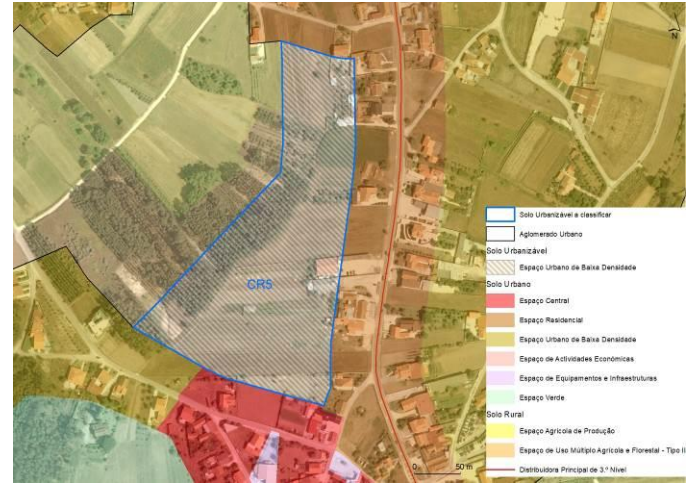 N
CR5
Solo Urbanizável a classificar
Aglomerado Urbano
Solo Urbanizável
Espaço Urbano de Baixa Densidade
Solo Urbano
Espaço Central
Espaço Residencial
Espaço Urbano de Baixa Densidade
Espaço de Actividades Económicas
Espaço de Equipamentos e Infraestruturas
Espaço Verde
Solo Rural
Espaço Agrícola de Produção
Espaço de Uso Múltiplo Agrícola e Florestal - Tipo II
Distribuidora Principal de 3.º Nível
0 50 m